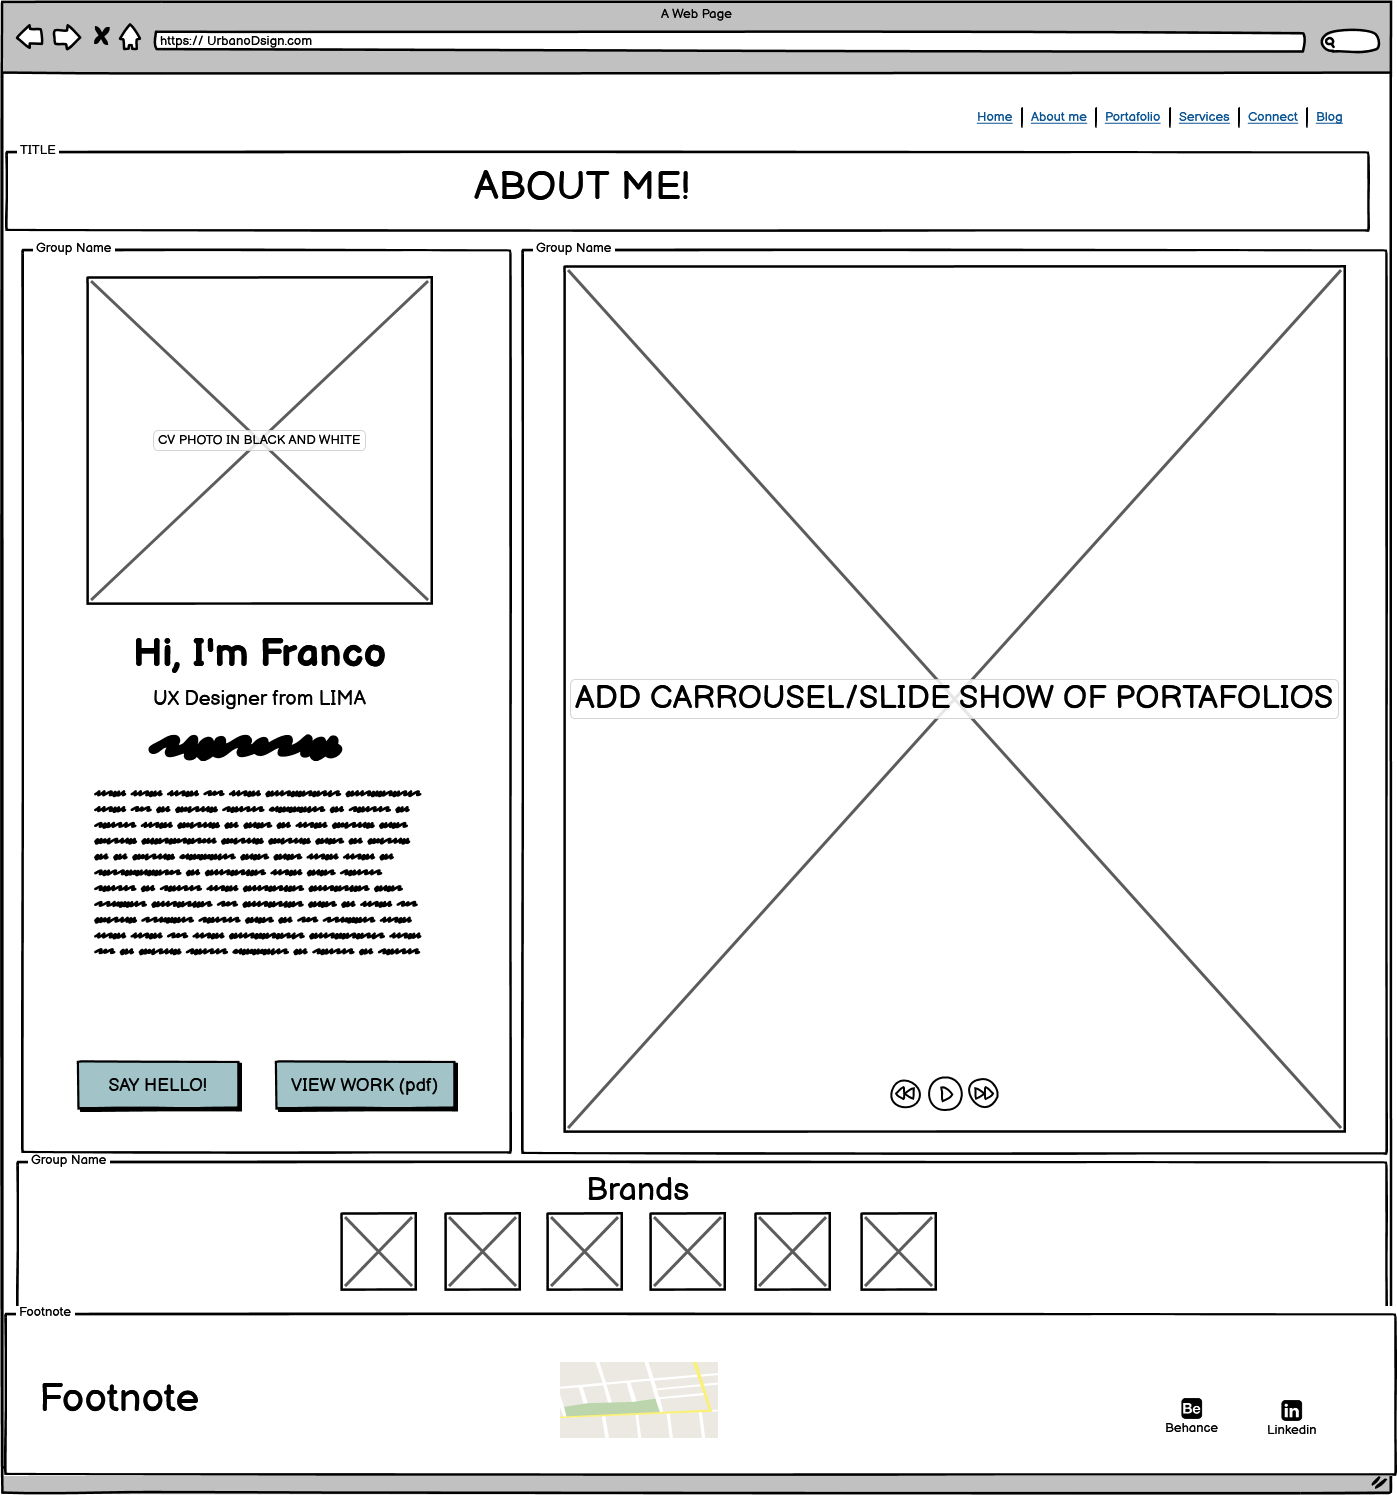 A Web Page
https:// UrbanoDsign.com
Home About me Portafolio Services Connect Blog
TITLE
ABOUT ME!
Group Name
CV PHOTO IN BLACK AND WHITE
Hi, I'm Franco
UX Designer from LIMA
SAY HELLO! VIEW WORK (pdf)
Group Name
ADD CARROUSEL/SLIDE SHOW OF PORTAFOLIOS
Group Name
Brands
Footnote
Footnote
Be
Behance
in
Linkedin